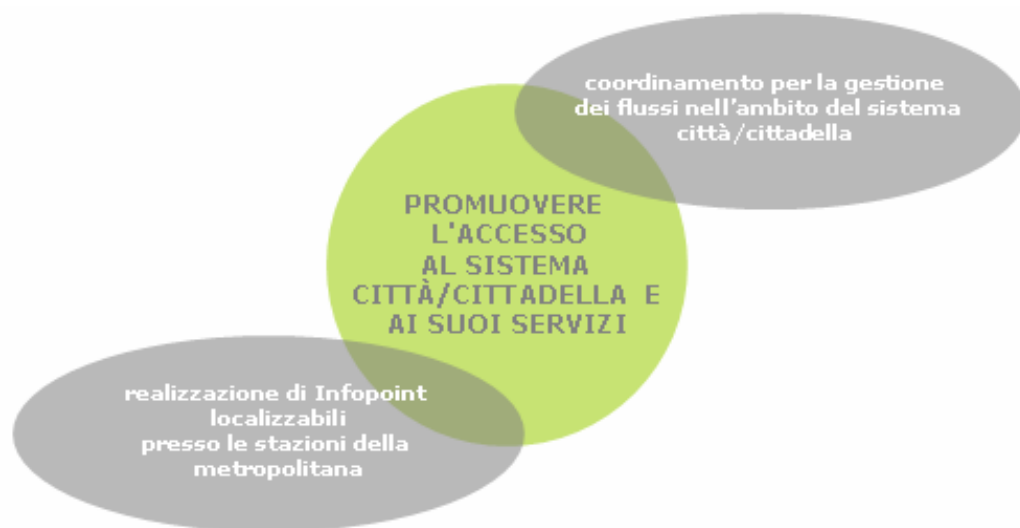 coordinamento per la gestione
dei flussi nell'ambito del sistema
città/cittadella
PROMUOVERE
L'ACCESSO
AL SISTEMA
CITTÀ/CITTADELLA E
AI SUOI SERVIZI
realizzazione di Infopoint
localizzabili
presso le stazioni della
metropolitana